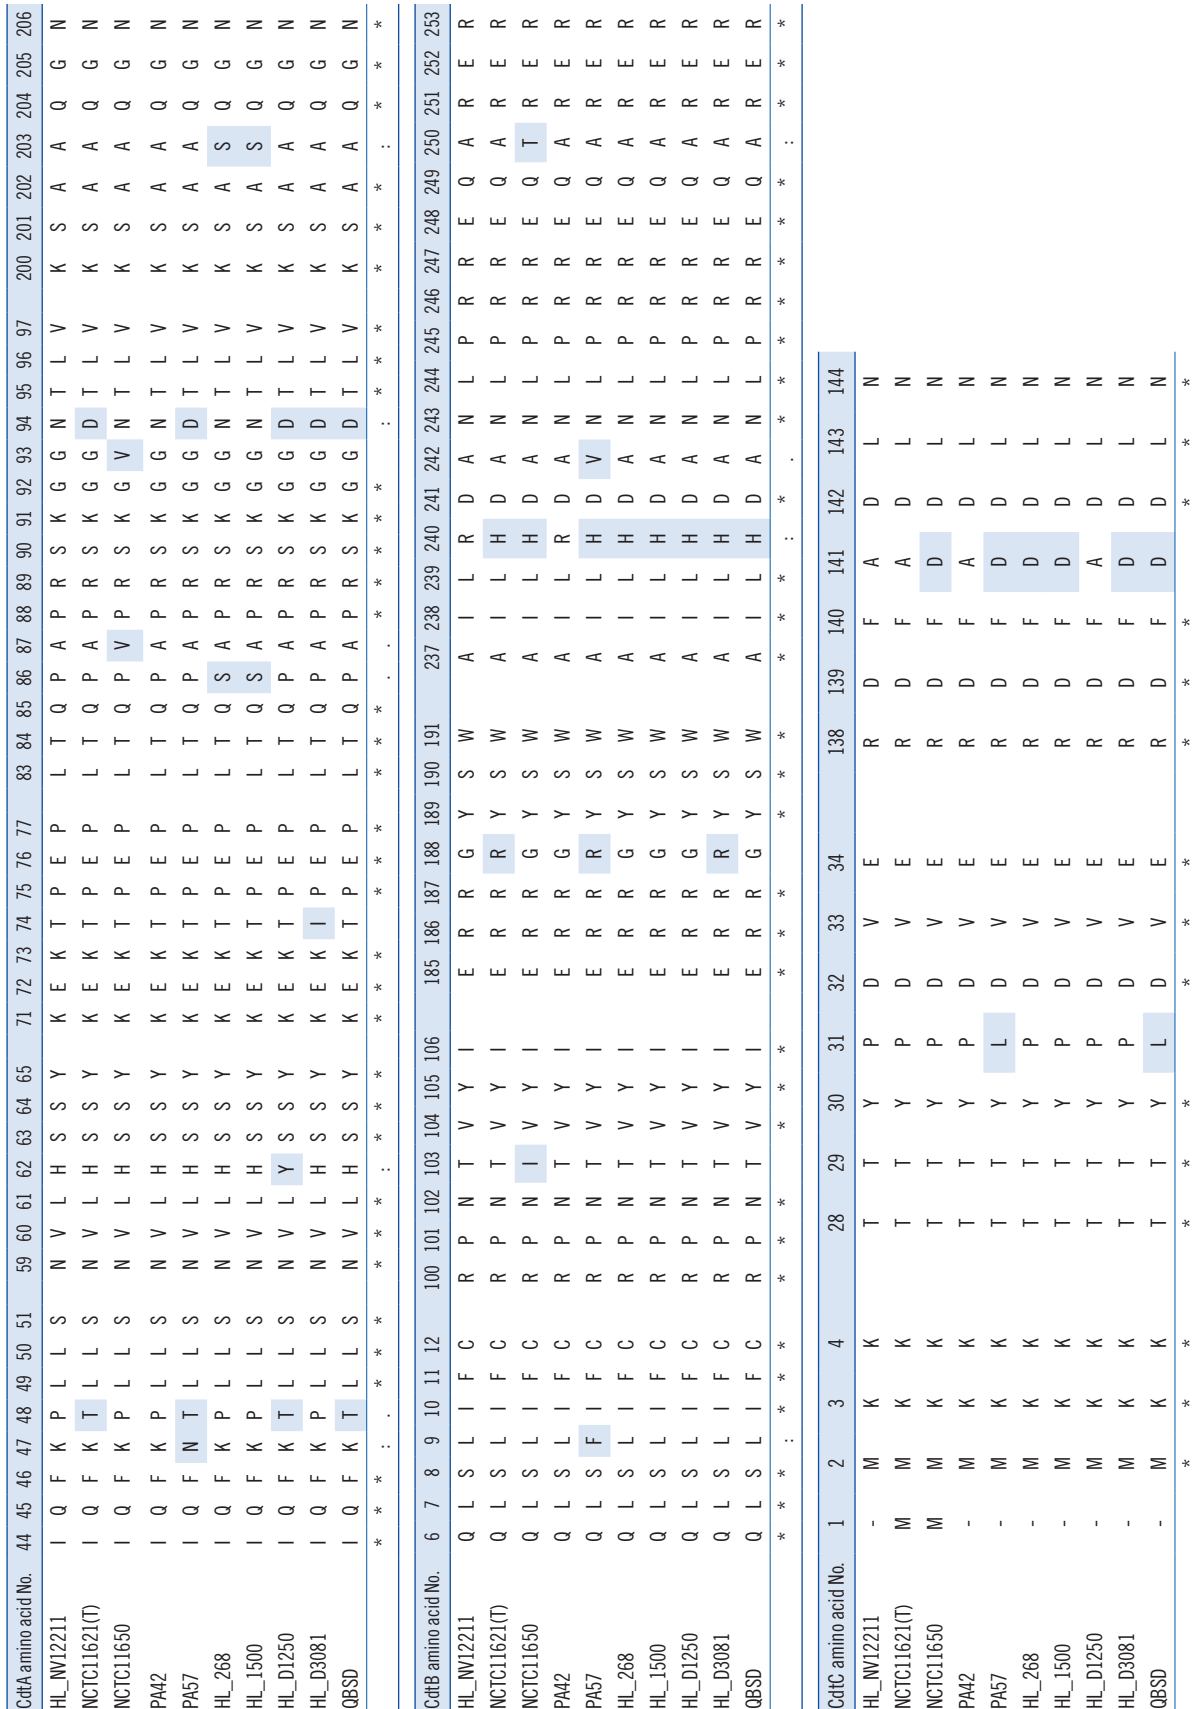 CdtA amino acid No. 44 45 46 47 48 49 50 51 59 60 61 62 63 64 65 71 72 73 74 75 76 77 83 84 85 86 87 88 89 90 91 92 93 94 95 96 97 200 201 202 203 204 205 206
HL_NV12211 I Q F K P L L S N V L H S S Y K E K T P E P L T Q P A P R S K G G N T L V K S A A Q G N
NCTC11621(T) I Q F K T L L S N V L H S S Y K E K T P E P L T Q P A P R S K G G D T L V K S A A Q G N
NCTC11650 I Q F K P L L S N V L H S S Y K E K T P E P L T Q P V P R S K G V N T L V K S A A Q G N
PA42 I Q F K P L L S N V L H S S Y K E K T P E P L T Q P A P R S K G G N T L V K S A A Q G N
PA57 I Q F N T L L S N V L H S S Y K E K T P E P L T Q P A P R S K G G D T L V K S A A Q G N
HL_268 I Q F K P L L S N V L H S S Y K E K T P E P L T Q S A P R S K G G N T L V K S A S Q G N
HL_1500 I Q F K P L L S N V L H S S Y K E K T P E P L T Q S A P R S K G G N T L V K S A S Q G N
HL_D1250 I Q F K T L L S N V L Y S S Y K E K T P E P L T Q P A P R S K G G D T L V K S A A Q G N
HL_D3081 I Q F K P L L S N V L H S S Y K E K I P E P L T Q P A P R S K G G D T L V K S A A Q G N
QBSD I Q F K T L L S N V L H S S Y K E K T P E P L T Q P A P R S K G G D T L V K S A A Q G N
* * * : . * * * * * * : * * * * * * * * * * * * . . * * * * * : * * * * * * : * * *
CdtB amino acid No. 6 7 8 9 10 11 12 100 101 102 103 104 105 106 185 186 187 188 189 190 191 237 238 239 240 241 242 243 244 245 246 247 248 249 250 251 252 253
HL_NV12211 Q L S L I F C R P N T V Y I E R R G Y S W A I L R D A N L P R R E Q A R E R
NCTC11621(T) Q L S L I F C R P N T V Y I E R R R Y S W A I L H D A N L P R R E Q A R E R
NCTC11650 Q L S L I F C R P N I V Y I E R R G Y S W A I L H D A N L P R R E Q T R E R
PA42 Q L S L I F C R P N T V Y I E R R G Y S W A I L R D A N L P R R E Q A R E R
PA57 Q L S F I F C R P N T V Y I E R R R Y S W A I L H D V N L P R R E Q A R E R
HL_268 Q L S L I F C R P N T V Y I E R R G Y S W A I L H D A N L P R R E Q A R E R
HL_1500 Q L S L I F C R P N T V Y I E R R G Y S W A I L H D A N L P R R E Q A R E R
HL_D1250 Q L S L I F C R P N T V Y I E R R G Y S W A I L H D A N L P R R E Q A R E R
HL_D3081 Q L S L I F C R P N T V Y I E R R R Y S W A I L H D A N L P R R E Q A R E R
QBSD Q L S L I F C R P N T V Y I E R R G Y S W A I L H D A N L P R R E Q A R E R
* * * : * * * * * * * * * * * * * * * * * * : * . * * * * * * * : * * *
CdtC amino acid No. 1 2 3 4 28 29 30 31 32 33 34 138 139 140 141 142 143 144
HL_NV12211 - M K K T T Y P D V E R D F A D L N
NCTC11621(T) M M K K T T Y P D V E R D F A D L N
NCTC11650 M M K K T T Y P D V E R D F D D L N
PA42 - M K K T T Y P D V E R D F A D L N
PA57 - M K K T T Y L D V E R D F D D L N
HL_268 - M K K T T Y P D V E R D F D D L N
HL_1500 - M K K T T Y P D V E R D F D D L N
HL_D1250 - M K K T T Y P D V E R D F A D L N
HL_D3081 - M K K T T Y P D V E R D F D D L N
QBSD - M K K T T Y L D V E R D F D D L N
* * * * * * * * * * * * * * *